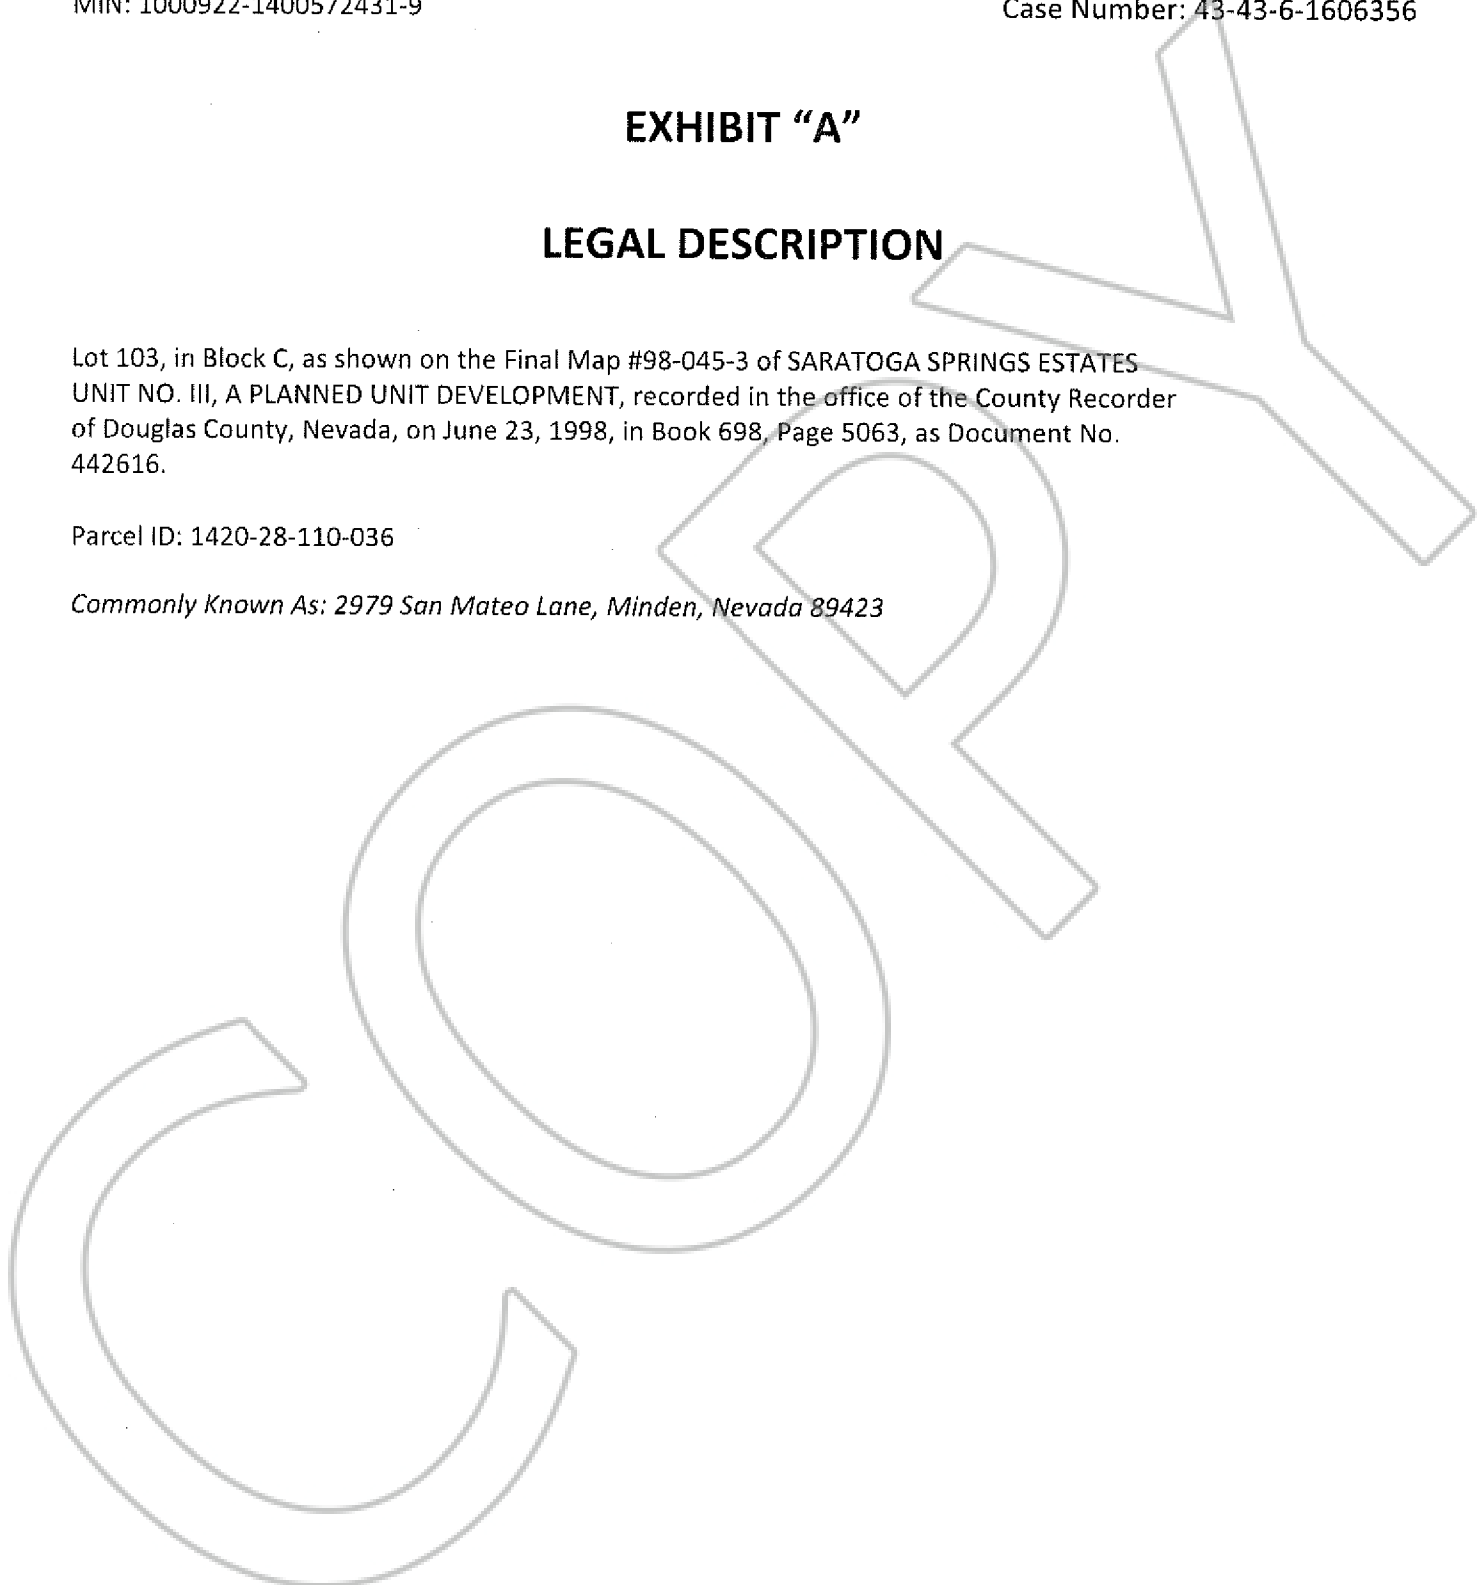 MIN: 1000922-1400572431-9
Case Number: 43-43-6-1606356
EXHIBIT “A”
LEGAL DESCRIPTION
Lot 103, in Block C, as shown on the Final Map #98-045-3 of SARATOGA SPRINGS ESTATES
UNIT NO. III, A PLANNED UNIT DEVELOPMENT, recorded in the office of the County Recorder
of Douglas County, Nevada, on June 23, 1998, in Book 698, Page 5063, as Document No.
442616.
Parcel ID: 1420-28-110-036
Commonly Known As: 2979 San Mateo Lane, Minden, Nevada 89423
COPY